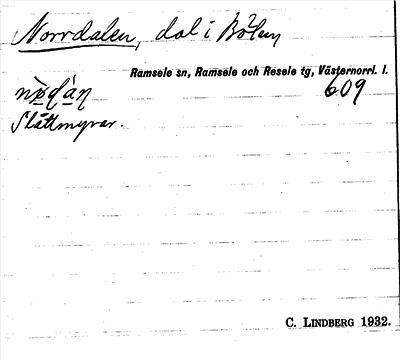 Norrdalen, dal i Bölen
Ramsele sn, Ramsele och Resele tg, Västernorrl. l.
609
Slåttmyrar.
C. LINDBERG 1932.